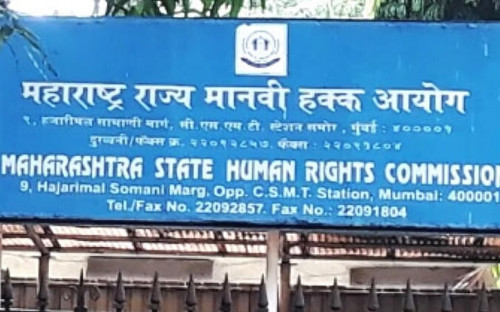 महाराष्ट्र राज्य मानवी हक्क आयोग
९, हजारीमल सोमाणी मार्ग, सी.एस.एम.टी. स्टेशन समोर, मुंबई : ४००००१
दुरध्वनी/फॅक्स क्र. २२०९२८५७. फॅक्स : २२०९१८०४
MAHARASHTRA STATE HUMAN RIGHTS COMMISSION
9, Hajarimal Somani Marg. Opp. C.S.M.T. Station, Mumbai: 400001
Tel./Fax No. 22092857. Fax No.: 22091804